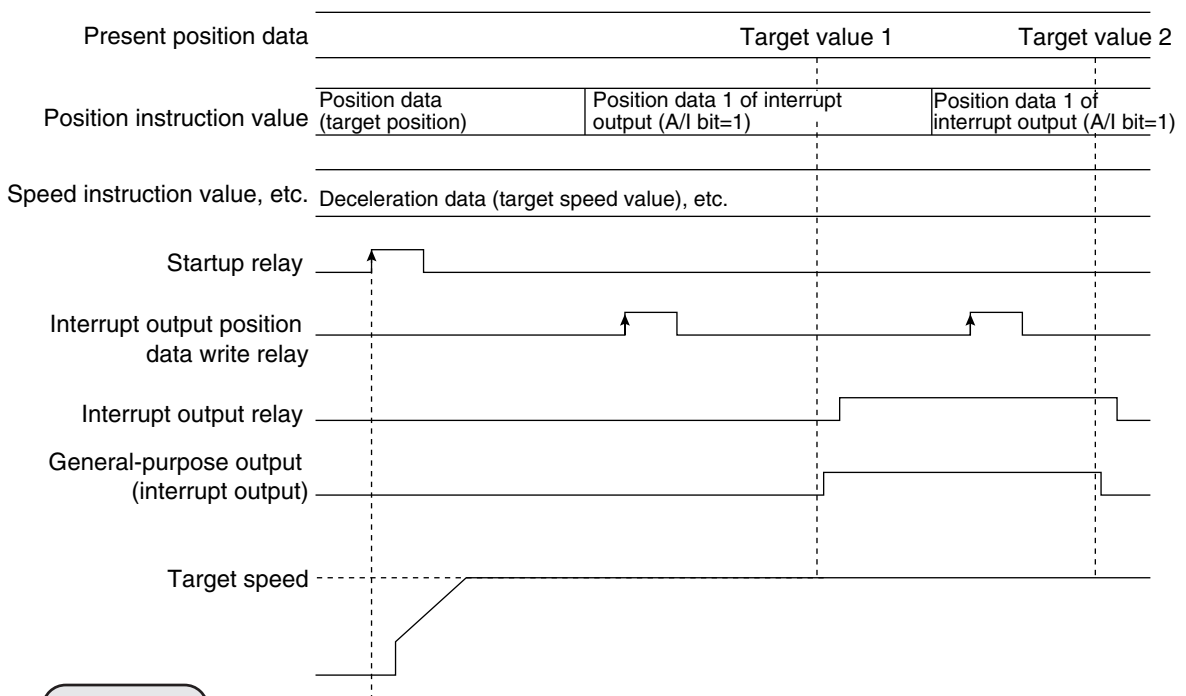 Present position data
Target value 1
Target value 2
Position instruction value
Position data
(target position)
Position data 1 of interrupt
output (A/I bit=1)
Position data 1 of
interrupt output (A/I bit=1)
Speed instruction value, etc.
Deceleration data (target speed value), etc.
Startup relay
Interrupt output position
data write relay
Interrupt output relay
General-purpose output
(interrupt output)
Target speed